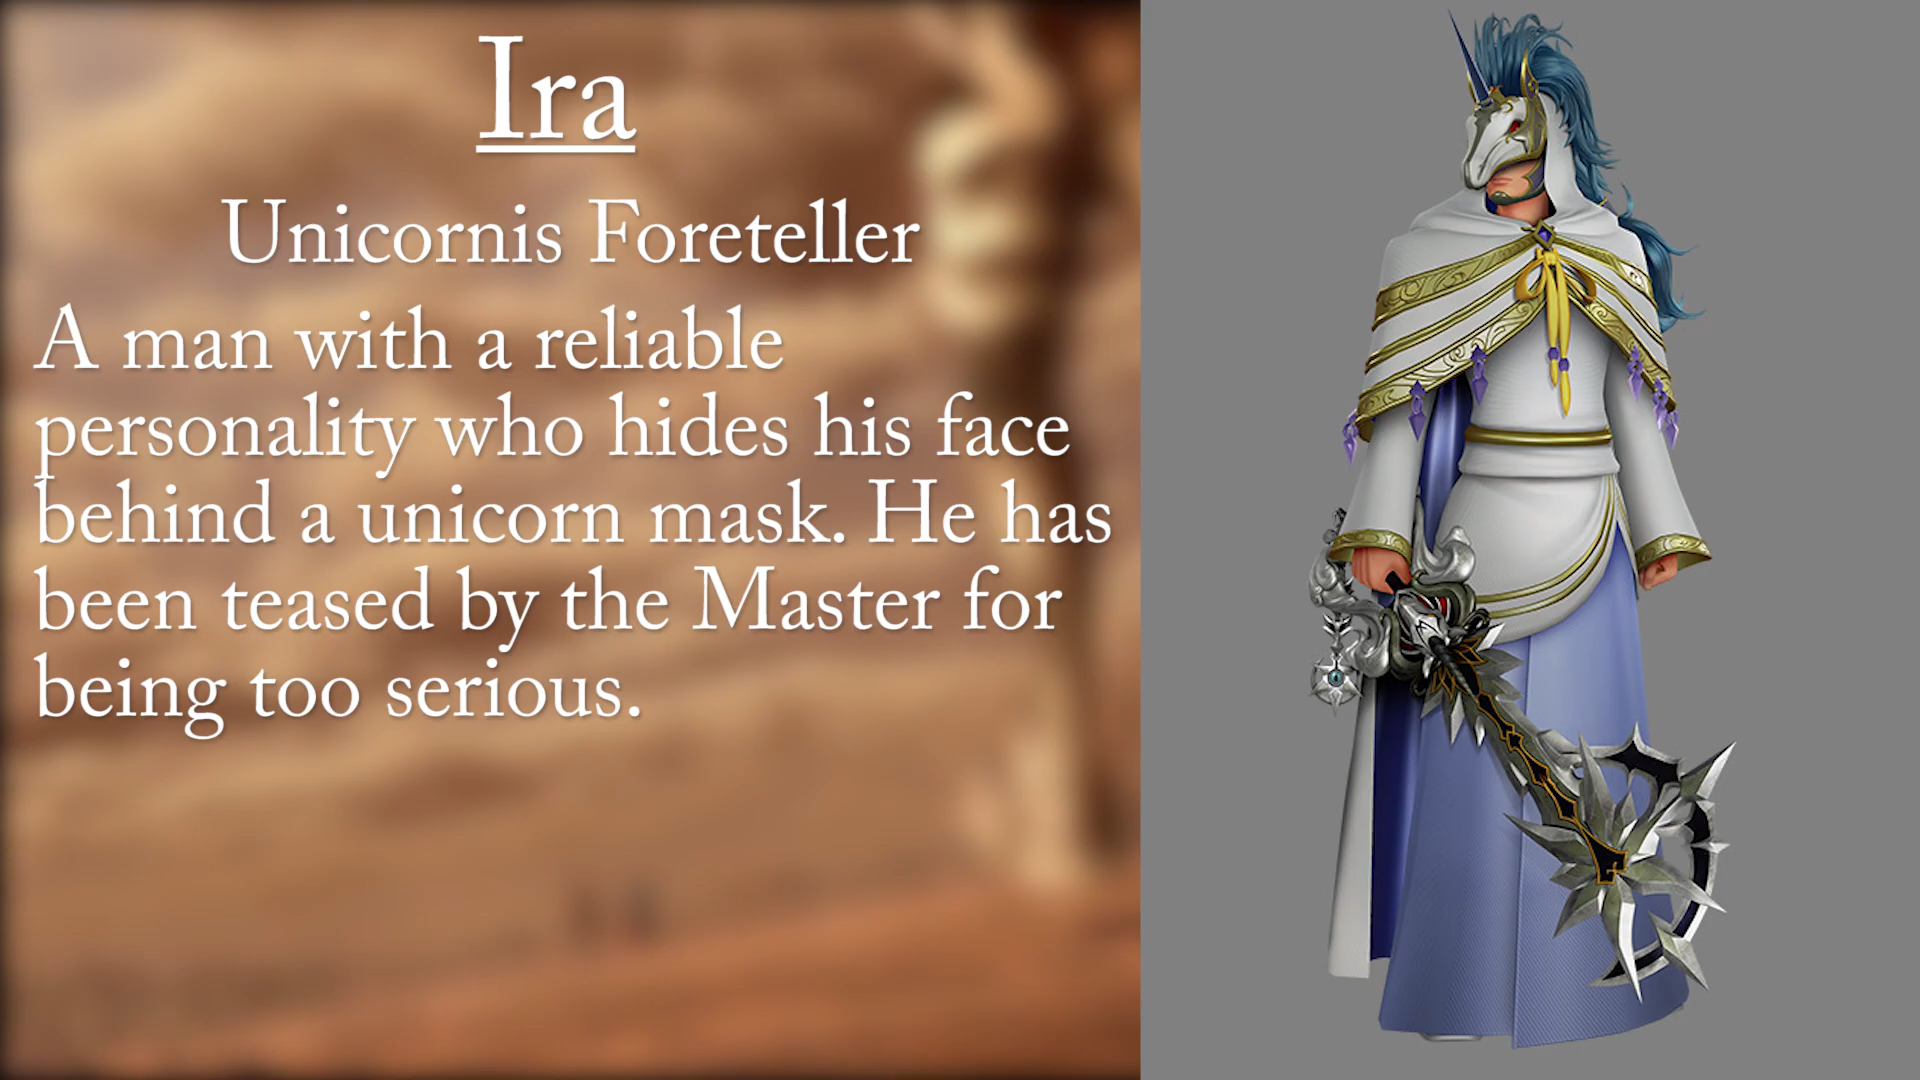 Ira
Unicornis Foreteller
A man with a reliable
personality who hides his face
behind a unicorn mask. He has
been teased by the Master for
being too serious.